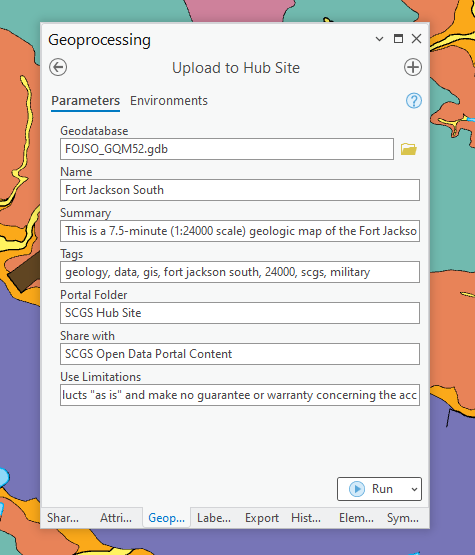 Geoprocessing
Upload to Hub Site
Parameters Environments
Geodatabase
FOJSO_GQM52.gdb
Name
Fort Jackson South
Summary
This is a 7.5-minute (1:24000 scale) geologic map of the Fort Jackso
Tags
geology, data, gis, fort jackson south, 24000, scgs, military
Portal Folder
SCGS Hub Site
Share with
SCGS Open Data Portal Content
Use Limitations
lucts "as is" and make no guarantee or warranty concerning the acc
Run
Shar... Attri... Geop... Labe... Export Hist... Elem... Sym...